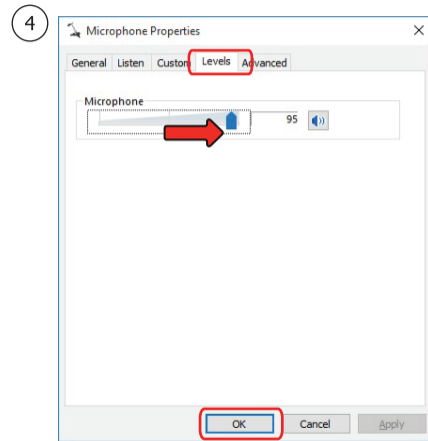 4
Microphone Properties
General Listen Custom Levels Advanced
Microphone
95
OK Cancel Apply